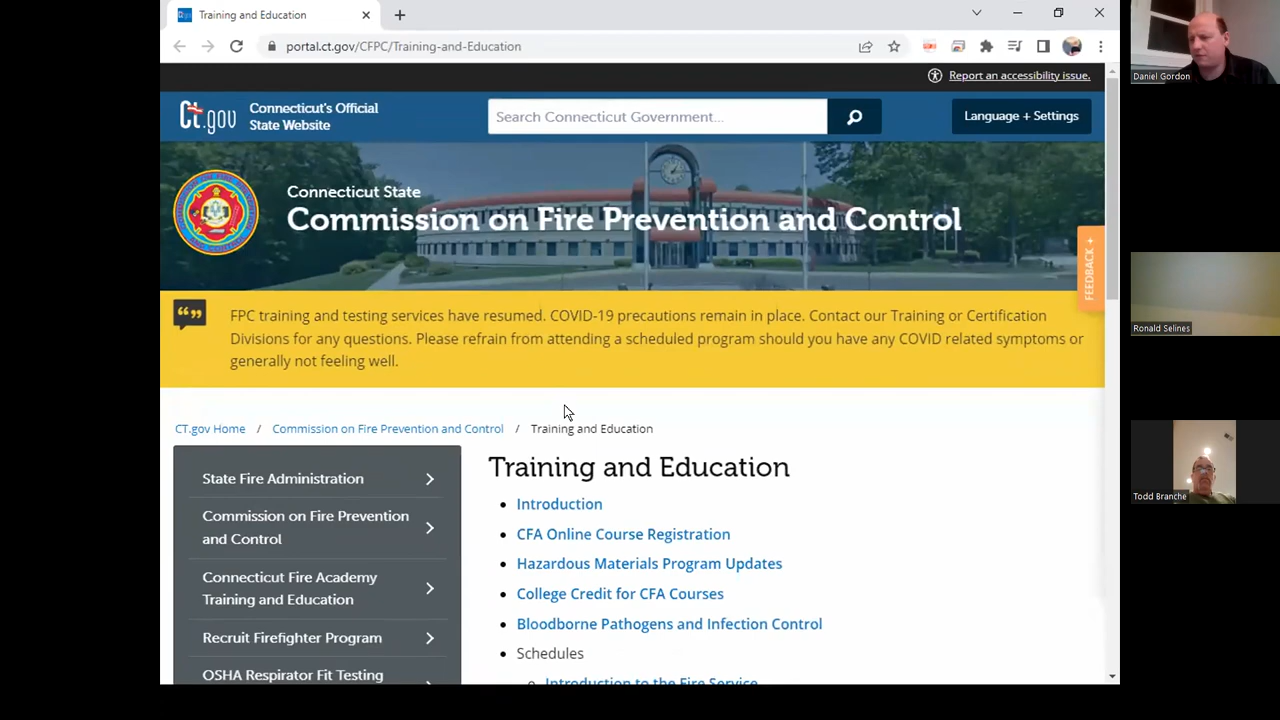 Training and Education
portal.ct.gov/CFPC/Training-and-Education
Report an accessibility issue.
Ct.gov
Connecticut's Official
State Website
Search Connecticut Government...
Language + Settings
Connecticut State
Commission on Fire Prevention and Control
FEEDBACK +
FPC training and testing services have resumed. COVID-19 precautions remain in place. Contact our Training or Certification
Divisions for any questions. Please refrain from attending a scheduled program should you have any COVID related symptoms or
generally not feeling well.
CT.gov Home / Commission on Fire Prevention and Control / Training and Education
State Fire Administration
Commission on Fire Prevention
and Control
Connecticut Fire Academy
Training and Education
Recruit Firefighter Program
OSHA Respirator Fit Testing
Training and Education
Introduction
CFA Online Course Registration
Hazardous Materials Program Updates
College Credit for CFA Courses
Bloodborne Pathogens and Infection Control
Schedules
Introduction to the Fire Service
Daniel Gordon
Ronald Selines
Todd Branche